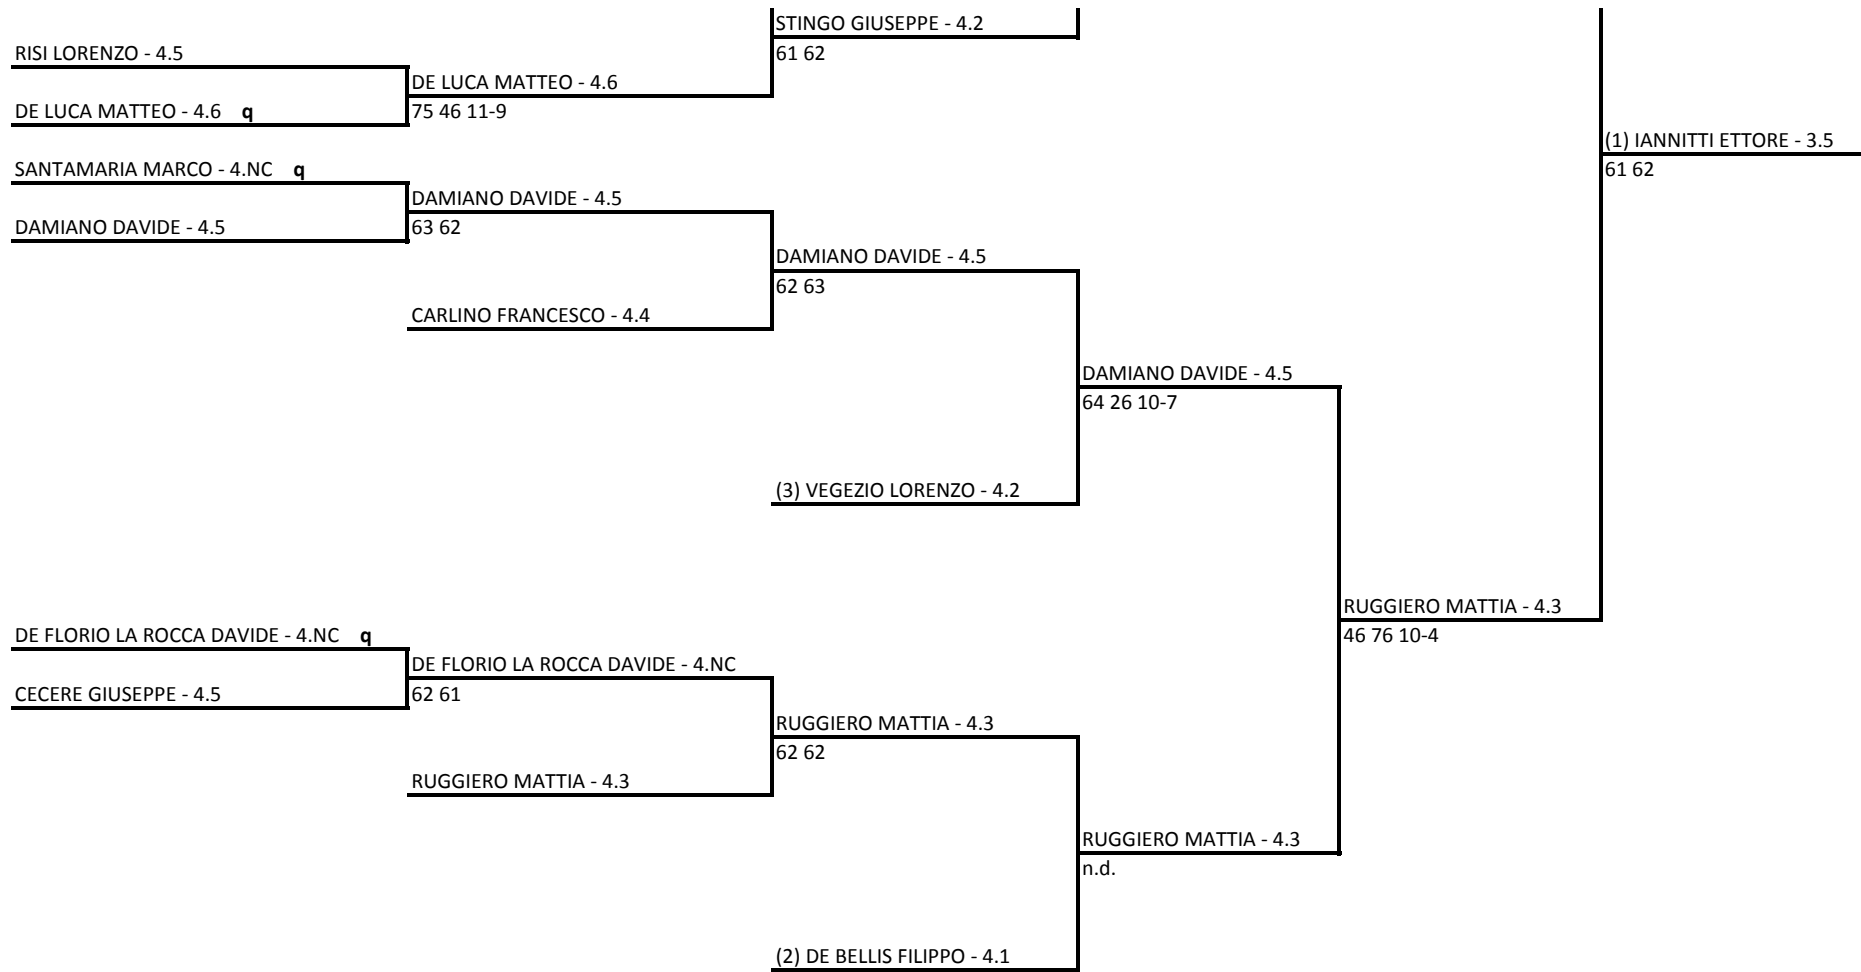 STINGO GIUSEPPE - 4.2
61 62
RISI LORENZO - 4.5
DE LUCA MATTEO - 4.6
75 46 11-9
DE LUCA MATTEO - 4.6 q
(1) IANNITTI ETTORE - 3.5
61 62
SANTAMARIA MARCO - 4.NC q
DAMIANO DAVIDE - 4.5
63 62
DAMIANO DAVIDE - 4.5
DAMIANO DAVIDE - 4.5
62 63
CARLINO FRANCESCO - 4.4
DAMIANO DAVIDE - 4.5
64 26 10-7
(3) VEGEZIO LORENZO - 4.2
RUGGIERO MATTIA - 4.3
46 76 10-4
DE FLORIO LA ROCCA DAVIDE - 4.NC q
DE FLORIO LA ROCCA DAVIDE - 4.NC
62 61
CECERE GIUSEPPE - 4.5
RUGGIERO MATTIA - 4.3
62 62
RUGGIERO MATTIA - 4.3
RUGGIERO MATTIA - 4.3
n.d.
(2) DE BELLIS FILIPPO - 4.1